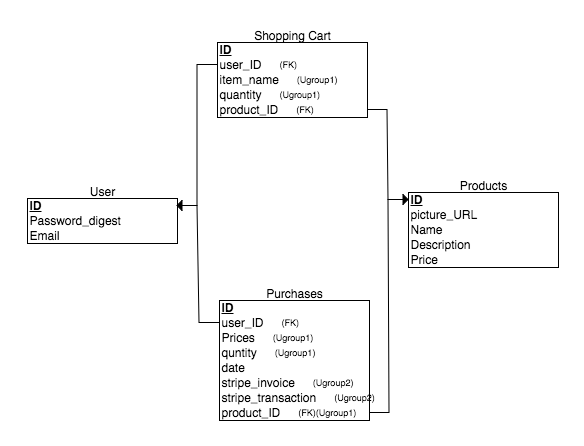 Shopping Cart
ID
user_ID (FK)
item_name (Ugroup1)
quantity (Ugroup1)
product_ID (FK)
User
ID
Password_digest
Email
Products
ID
picture_URL
Name
Description
Price
Purchases
ID
user_ID (FK)
Prices (Ugroup1)
quntity (Ugroup1)
date
stripe_invoice (Ugroup2)
stripe_transaction (Ugroup2)
product_ID (FK)(Ugroup1)